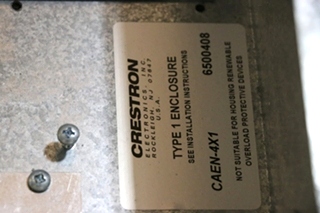 CRESTRON
ELECTRONICS, INC.
ROCKLEIGH, NJ 07647
U.S.A.
TYPE 1 ENCLOSURE
SEE INSTALLATION INSTRUCTIONS
CAEN-4X1 6500408
NOT SUITABLE FOR HOUSING RENEWABLE
OVERLOAD PROTECTIVE DEVICES